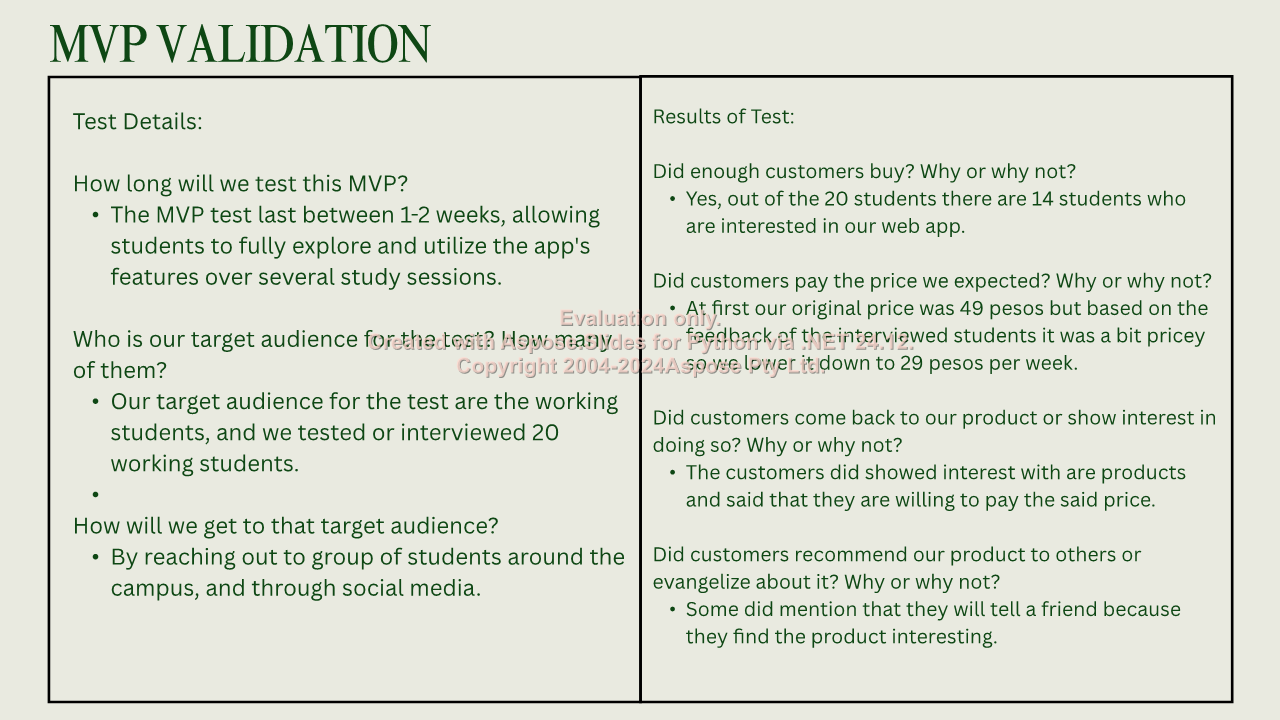 MVP VALIDATION
Test Details:
How long will we test this MVP?
• The MVP test last between 1-2 weeks, allowing
students to fully explore and utilize the app's
features over several study sessions.
Who is our target audience for the test? How many
of them?
• Our target audience for the test are the working
students, and we tested or interviewed 20
working students.
•
How will we get to that target audience?
• By reaching out to group of students around the
campus, and through social media.
Results of Test:
Did enough customers buy? Why or why not?
• Yes, out of the 20 students there are 14 students who
are interested in our web app.
Did customers pay the price we expected? Why or why not?
• At first our original price was 49 pesos but based on the
feedback of the interviewed students it was a bit pricey
so we lower it down to 29 pesos per week.
Did customers come back to our product or show interest in
doing so? Why or why not?
• The customers did showed interest with are products
and said that they are willing to pay the said price.
Did customers recommend our product to others or
evangelize about it? Why or why not?
• Some did mention that they will tell a friend because
they find the product interesting.
Evaluation only.
Created with Aspose.Slides for Python via .NET 24.12.
Copyright 2004-2024Aspose Pty Ltd.